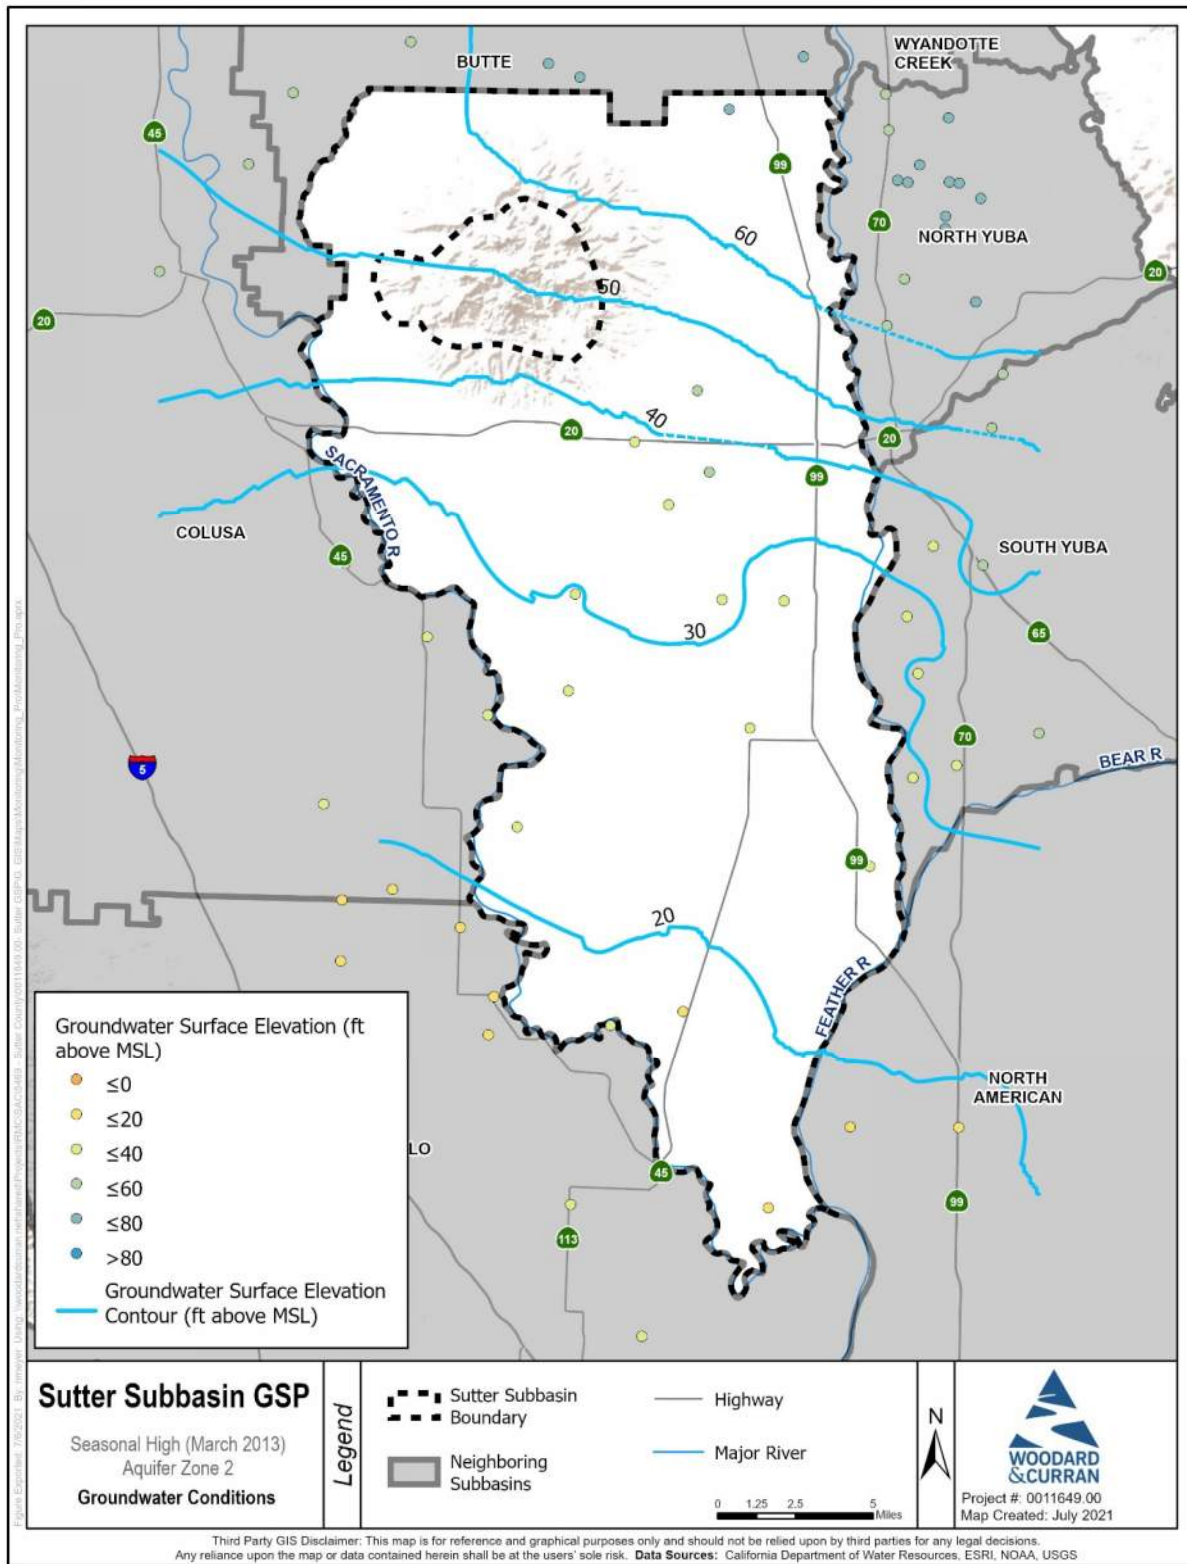 BUTTE
WYANDOTTE
CREEK
45
99
70
NORTH YUBA
60
20
20
50
40
20
20
99
SACRAMENTO R
COLUSA
45
SOUTH YUBA
30
65
70
5
BEAR R
99
20
FEATHER R
NORTH
AMERICAN
LO
45
99
113
Groundwater Surface Elevation (ft
above MSL)
≤0
≤20
≤40
≤60
≤80
>80
Groundwater Surface Elevation
Contour (ft above MSL)
Sutter Subbasin GSP
Seasonal High (March 2013)
Aquifer Zone 2
Groundwater Conditions
Legend
Sutter Subbasin
Boundary
Neighboring
Subbasins
Highway
Major River
0 1.25 2.5 5
Miles
N
WOODARD
&CURRAN
Project #: 0011649.00
Map Created: July 2021
Third Party GIS Disclaimer: This map is for reference and graphical purposes only and should not be relied upon by third parties for any legal decisions.
Any reliance upon the map or data contained herein shall be at the users' sole risk. Data Sources: California Department of Water Resources, ESRI, NOAA, USGS